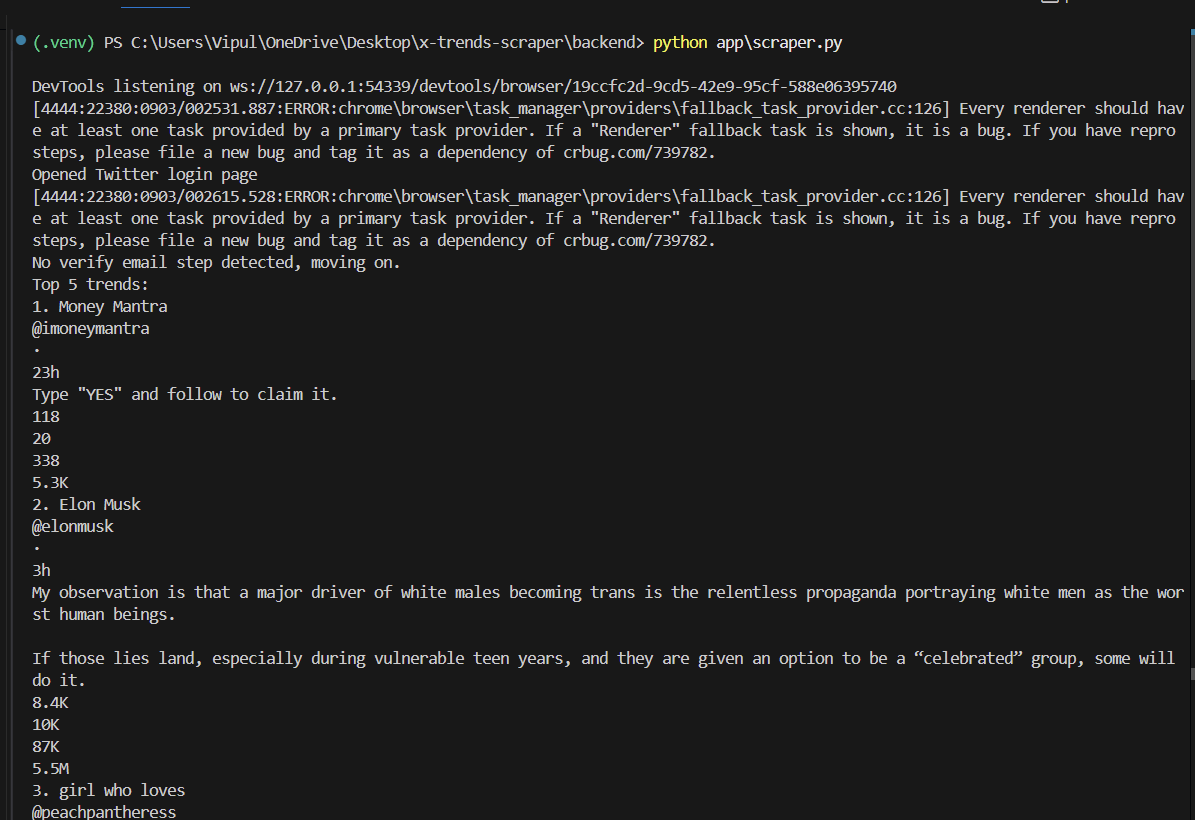 (.venv) PS C:\Users\Vipul\OneDrive\Desktop\x-trends-scraper\backend> python app\scraper.py
DevTools listening on ws://127.0.0.1:54339/devtools/browser/19ccfc2d-9cd5-42e9-95cf-588e06395740
[4444:22380:0903/002531.887:ERROR:chrome\browser\task_manager\providers\fallback_task_provider.cc:126] Every renderer should hav
e at least one task provided by a primary task provider. If a "Renderer" fallback task is shown, it is a bug. If you have repro
steps, please file a new bug and tag it as a dependency of crbug.com/739782.
Opened Twitter login page
[4444:22380:0903/002615.528:ERROR:chrome\browser\task_manager\providers\fallback_task_provider.cc:126] Every renderer should hav
e at least one task provided by a primary task provider. If a "Renderer" fallback task is shown, it is a bug. If you have repro
steps, please file a new bug and tag it as a dependency of crbug.com/739782.
No verify email step detected, moving on.
Top 5 trends:
1. Money Mantra
@imoneymantra
·
23h
Type "YES" and follow to claim it.
118
20
338
5.3K
2. Elon Musk
@elonmusk
·
3h
My observation is that a major driver of white males becoming trans is the relentless propaganda portraying white men as the wor
st human beings.
If those lies land, especially during vulnerable teen years, and they are given an option to be a “celebrated” group, some will
do it.
8.4K
10K
87K
5.5M
3. girl who loves
@peachpantheress